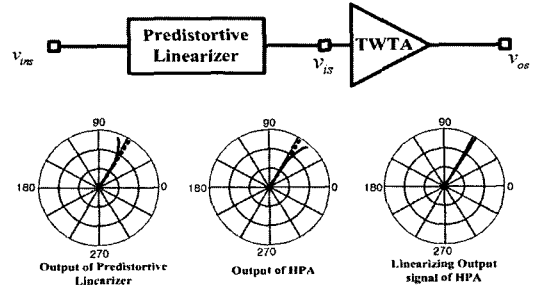 Predistortive
Linearizer
TWTA
v_ins
v_is
v_os
90
180
0
270
Output of Predistortive
Linearizer
90
180
0
270
Output of HPA
90
180
0
270
Linearizing Output
signal of HPA